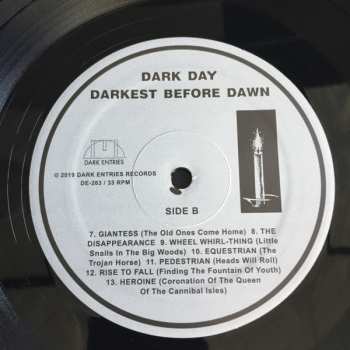 DARK DAY
DARKEST BEFORE DAWN
DARK ENTRIES
℗ 2019 DARK ENTRIES RECORDS
DE-263 / 33 RPM
SIDE B
7. GIANTESS (The Old Ones Come Home) 8. THE
DISAPPEARANCE 9. WHEEL WHIRL-THING (Little
Snails In The Big Woods) 10. EQUESTRIAN (The
Trojan Horse) 11. PEDESTRIAN (Heads Will Roll)
12. RISE TO FALL (Finding The Fountain Of Youth)
13. HEROINE (Coronation Of The Queen
Of The Cannibal Isles)